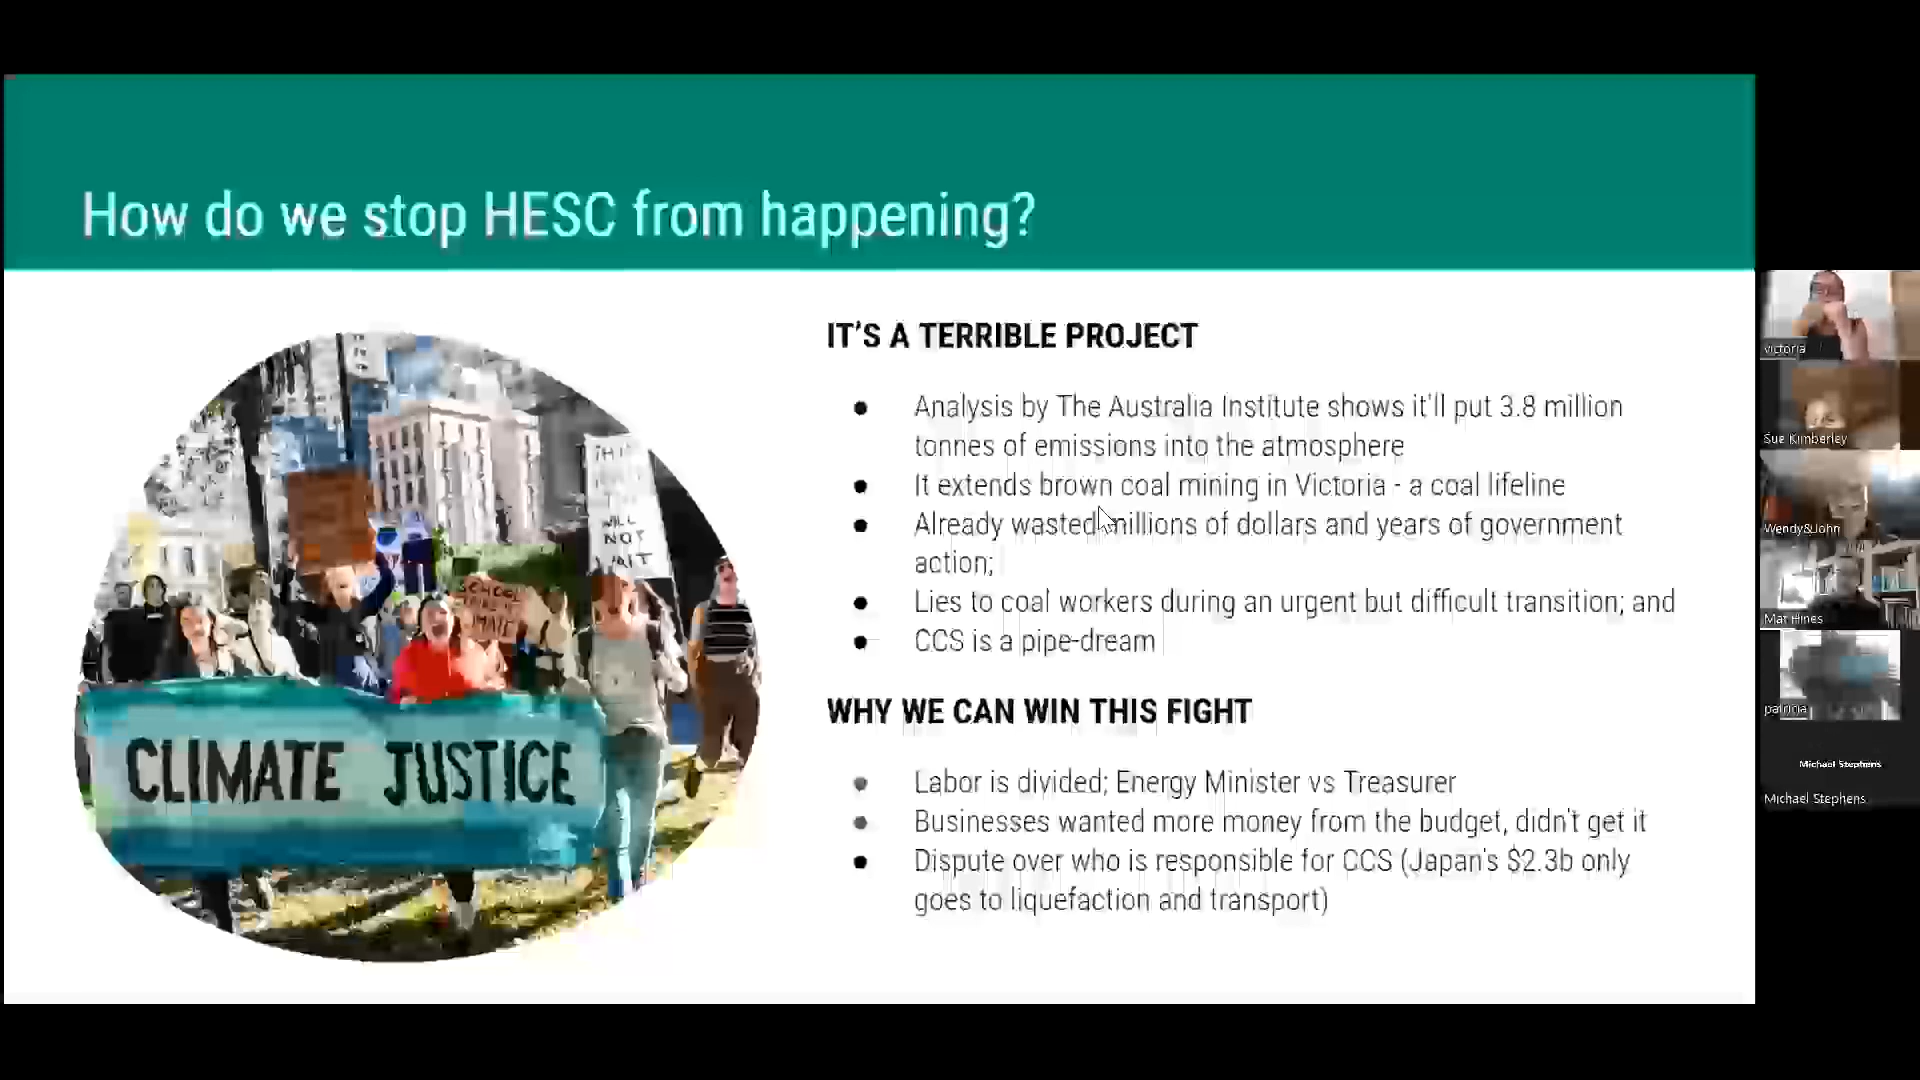 How do we stop HESC from happening?
IT'S A TERRIBLE PROJECT
Analysis by The Australia Institute shows it'll put 3.8 million
tonnes of emissions into the atmosphere
It extends brown coal mining in Victoria - a coal lifeline
Already wasted millions of dollars and years of government
action;
Lies to coal workers during an urgent but difficult transition; and
CCS is a pipe-dream
WHY WE CAN WIN THIS FIGHT
Labor is divided; Energy Minister vs Treasurer
Businesses wanted more money from the budget, didn't get it
Dispute over who is responsible for CCS (Japan's $2.3b only
goes to liquefaction and transport)
WILL
NOT
SCHOOL
CLIMATE JUSTICE
victoria
Sue Kimberley
Wendy&John
Mat Hines
patricia
Michael Stephens
Michael Stephens